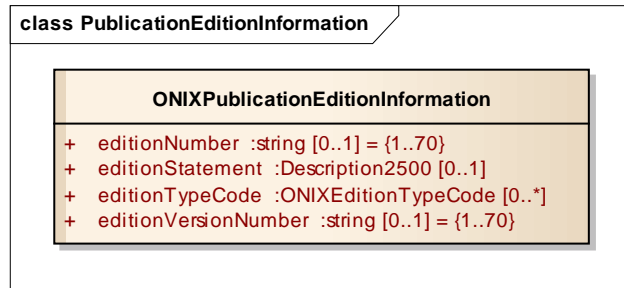 class PublicationEditionInformation
ONIXPublicationEditionInformation
+ editionNumber :string [0..1] = {1..70}
+ editionStatement :Description2500 [0..1]
+ editionTypeCode :ONIXEditionTypeCode [0..*]
+ editionVersionNumber :string [0..1] = {1..70}